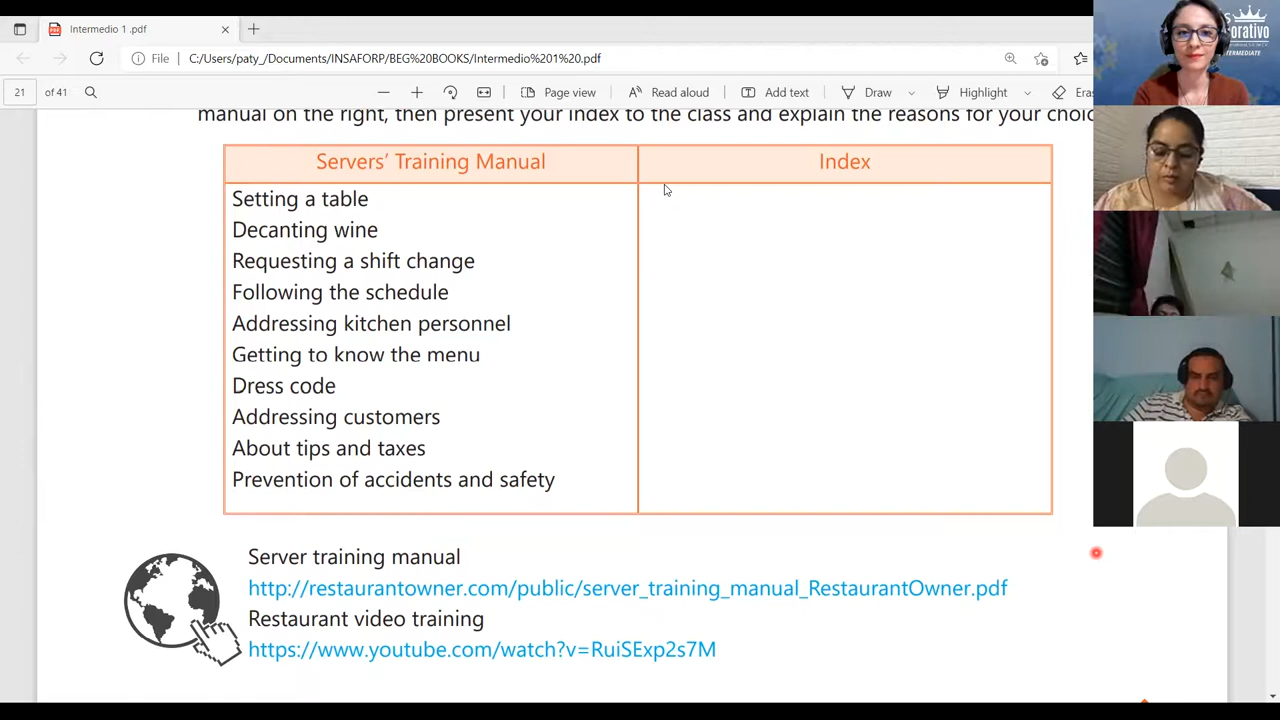 Intermedio 1 .pdf
File
C:/Users/paty_/Documents/INSAFORP/BEG%20BOOKS/Intermedio%201%20.pdf
21 of 41
Page view
Read aloud
Add text
Draw
Highlight
Eras
orativo
TERMEDIATE
manual on the right, then present your index to the class and explain the reasons for your choi
Servers’ Training Manual
Index
Setting a table
Decanting wine
Requesting a shift change
Following the schedule
Addressing kitchen personnel
Getting to know the menu
Dress code
Addressing customers
About tips and taxes
Prevention of accidents and safety
Server training manual
http://restaurantowner.com/public/server_training_manual_RestaurantOwner.pdf
Restaurant video training
https://www.youtube.com/watch?v=RuiSExp2s7M